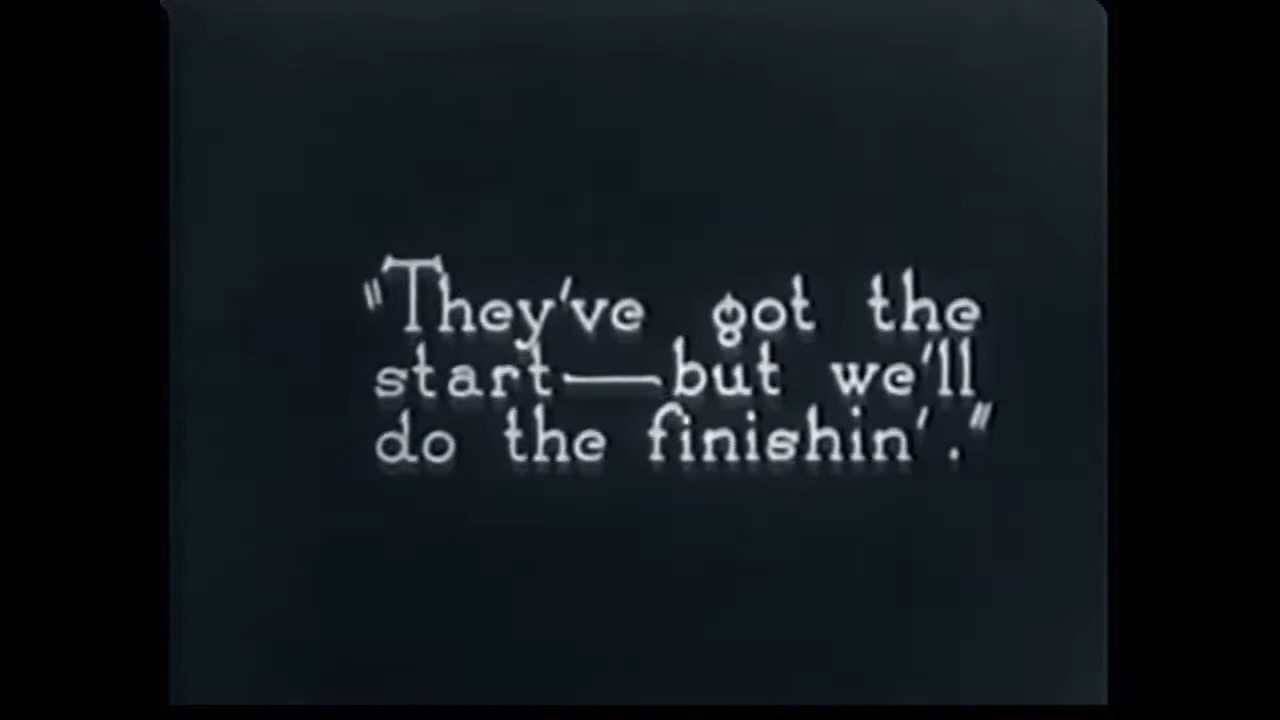 "They've got the
start—but we'll
do the finishin'."